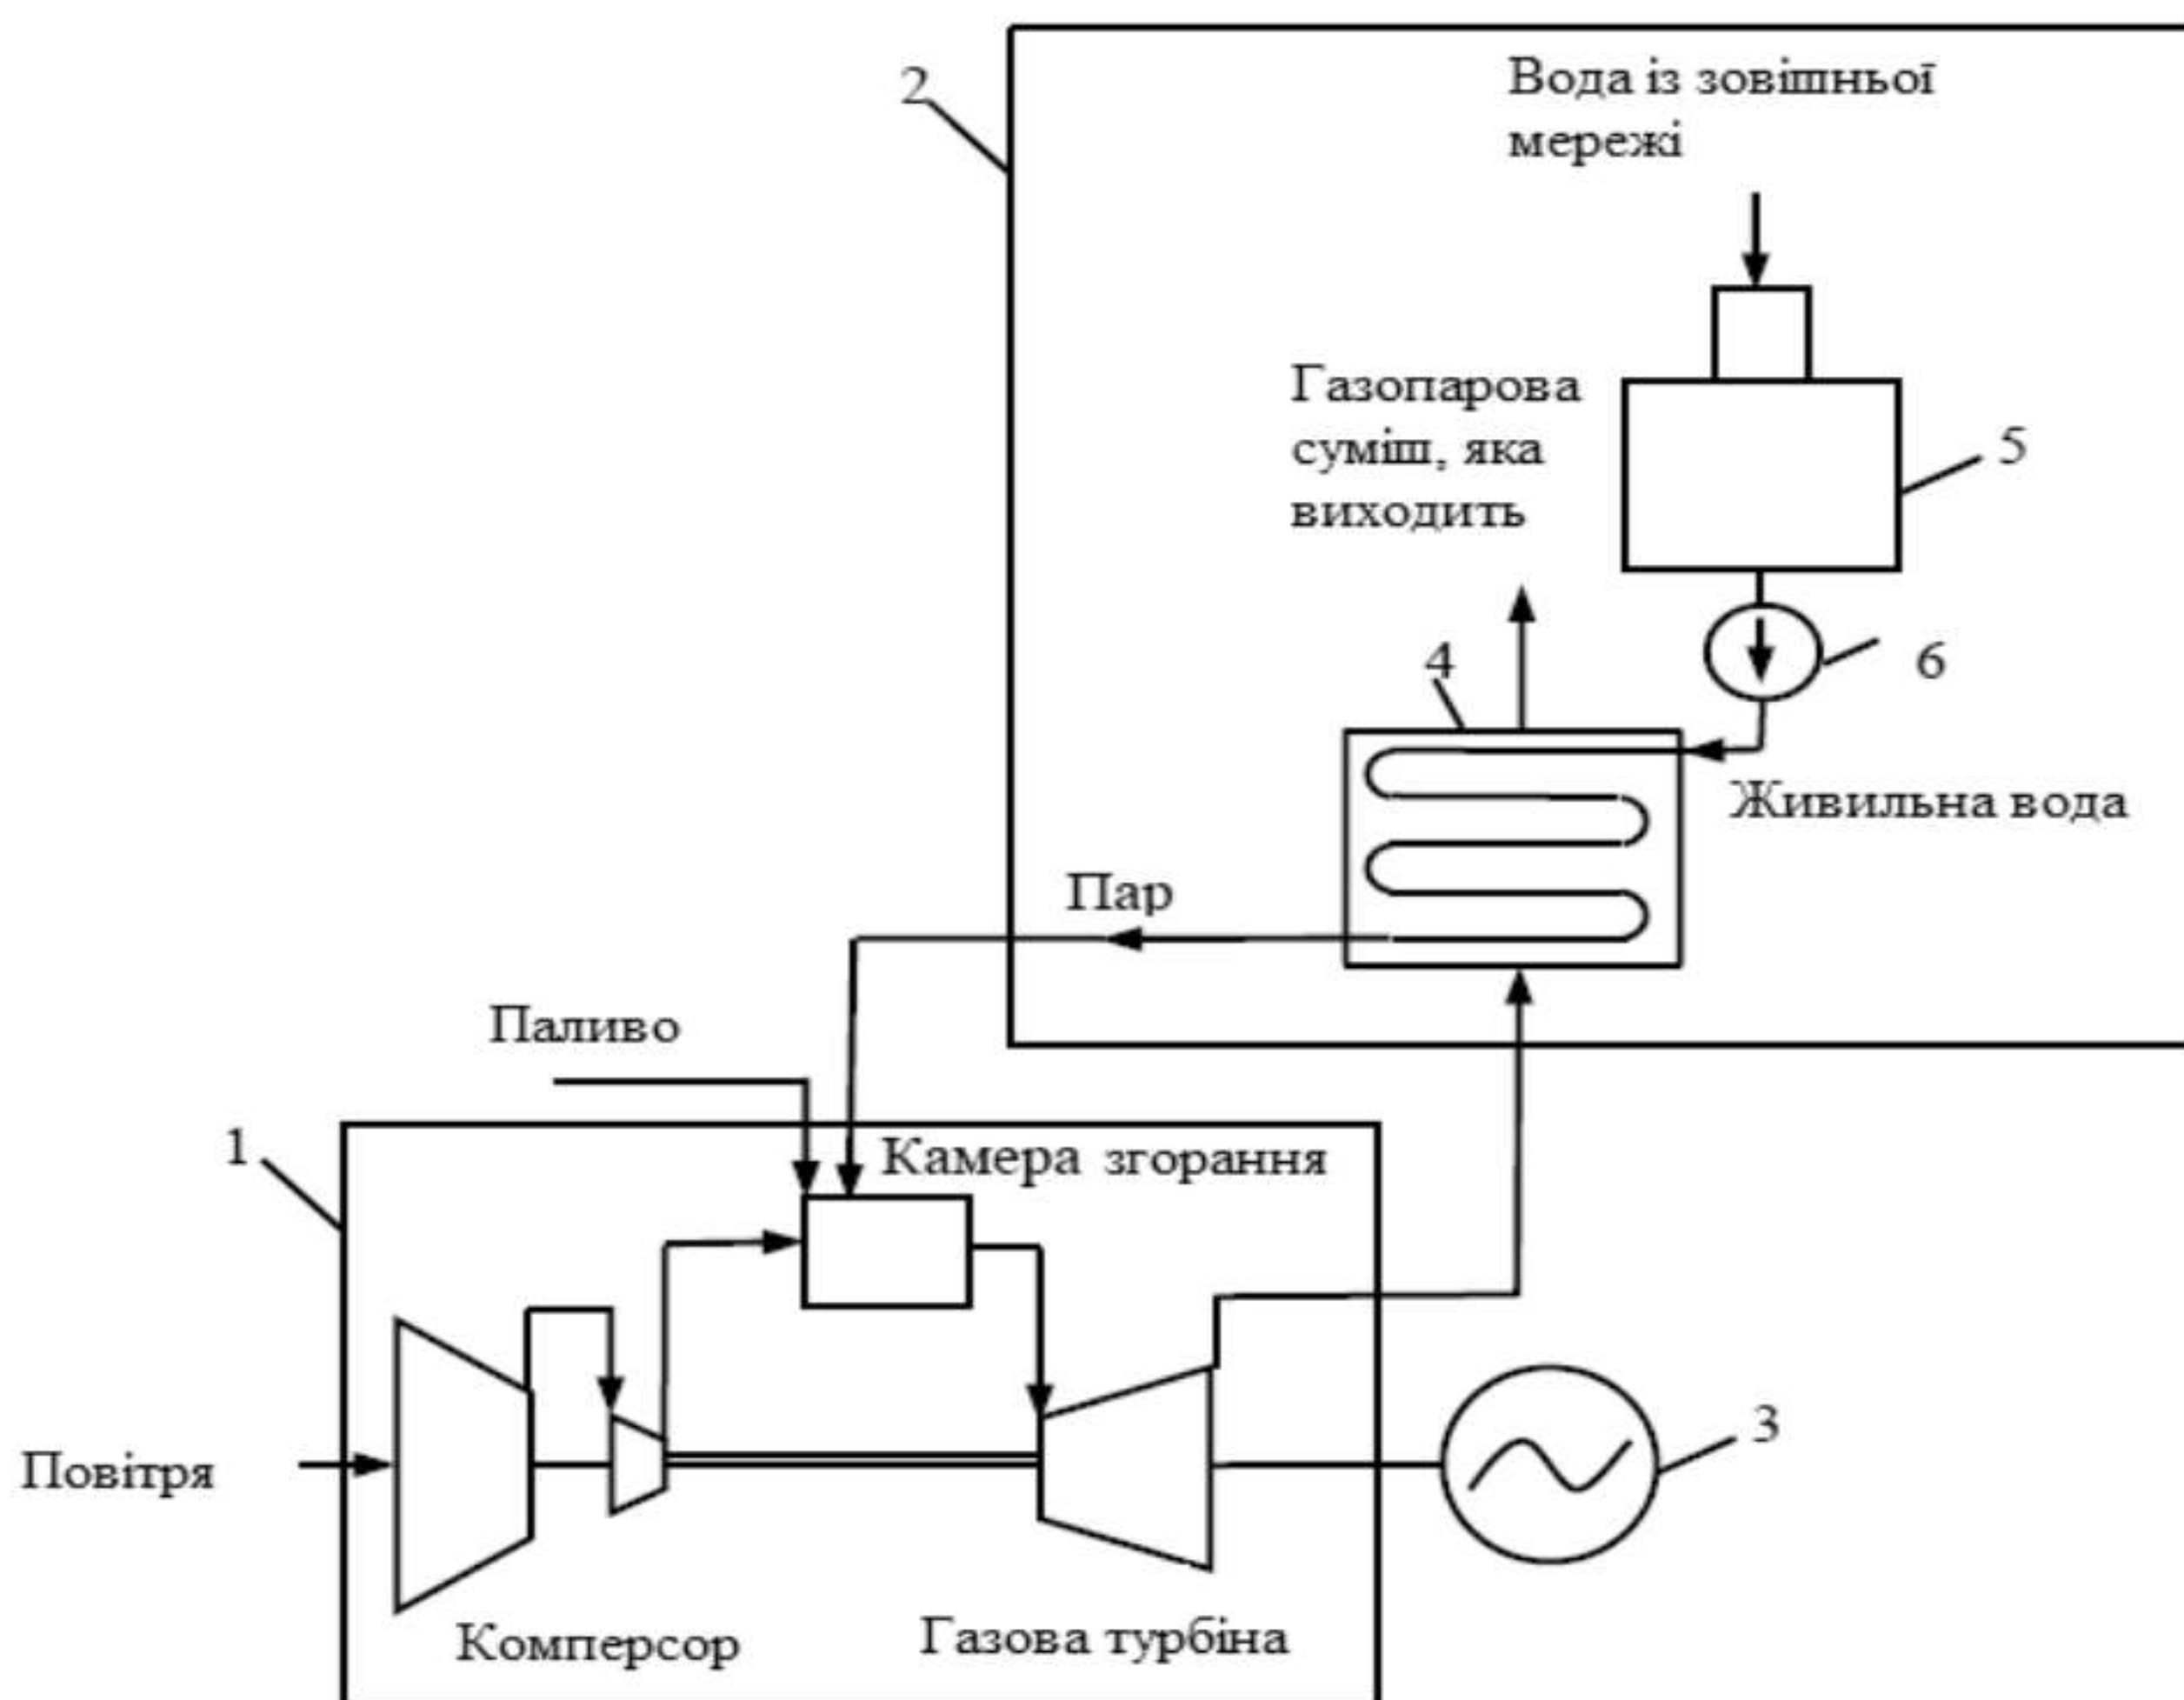 2
Вода із зовішньої
мережі
Газопарова
суміш, яка
виходить
5
6
4
Живильна вода
Пар
Паливо
1
Камера згорання
3
Повітря
Комперсор
Газова турбіна